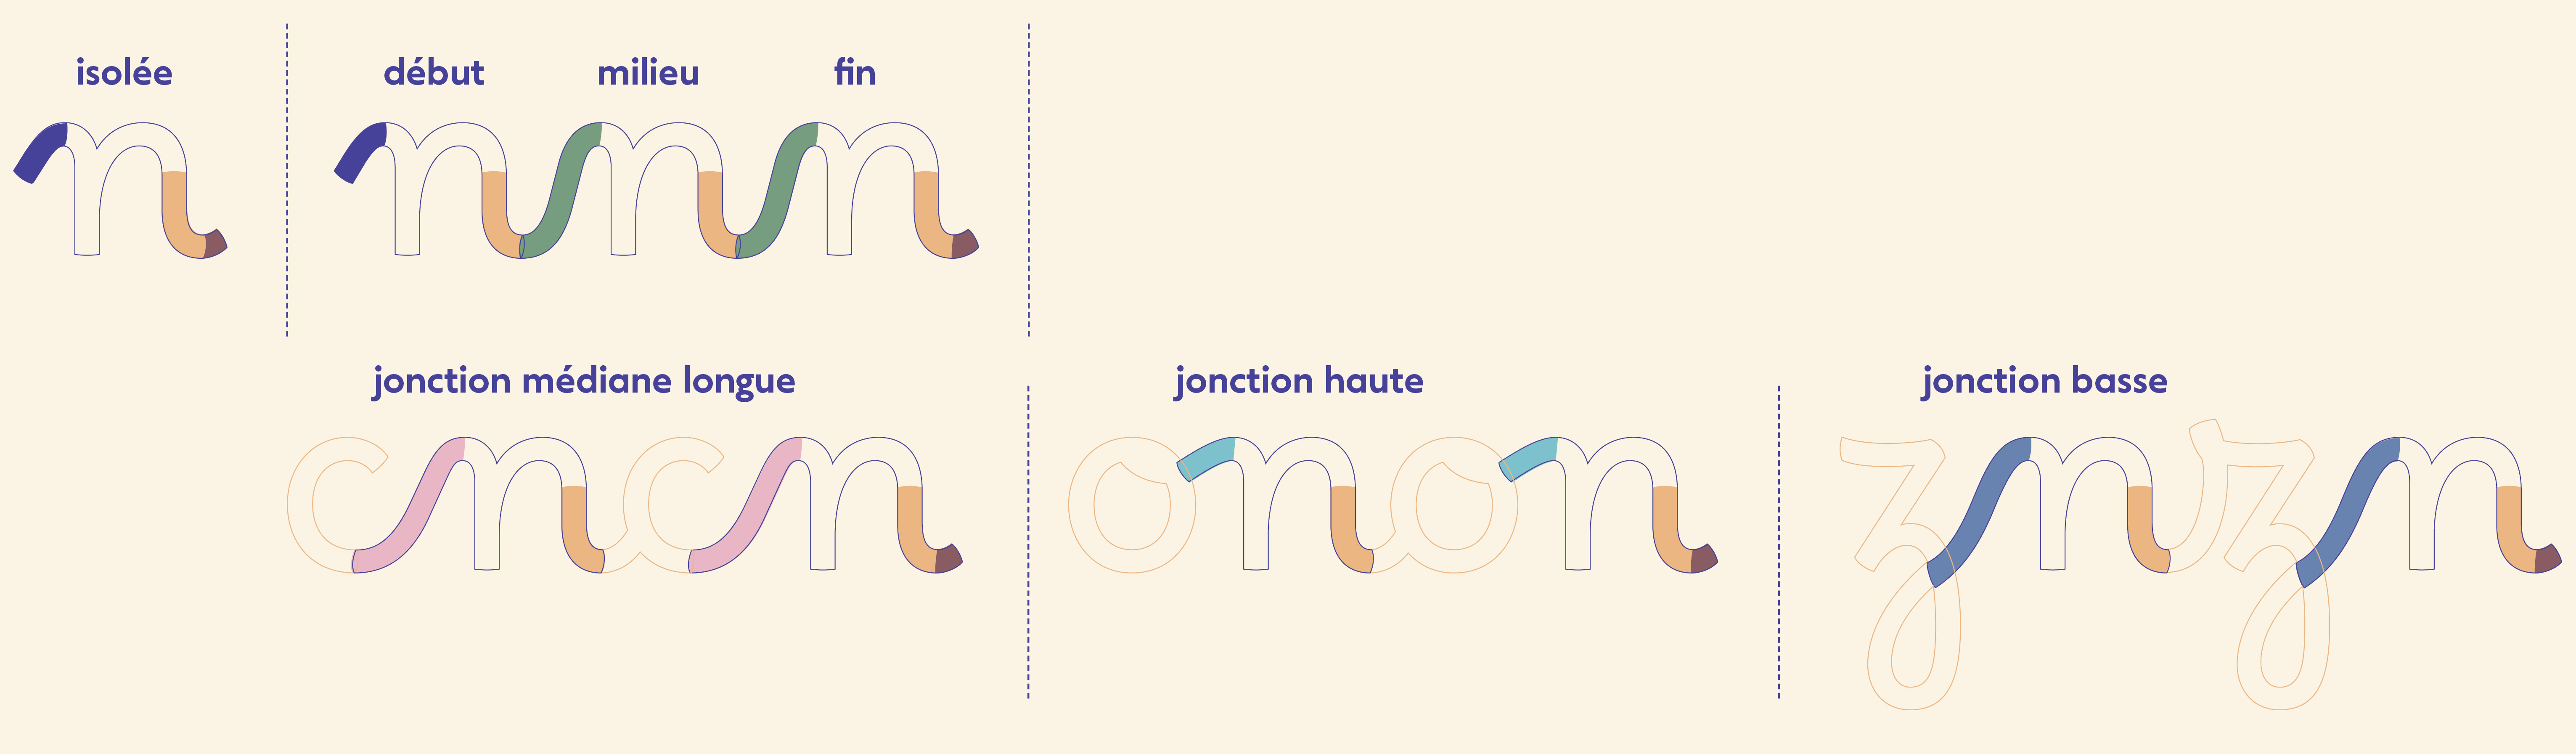 isolée
début milieu fin
n
nnn
jonction médiane longue
jonction haute
jonction basse
cncn
onon
znzn